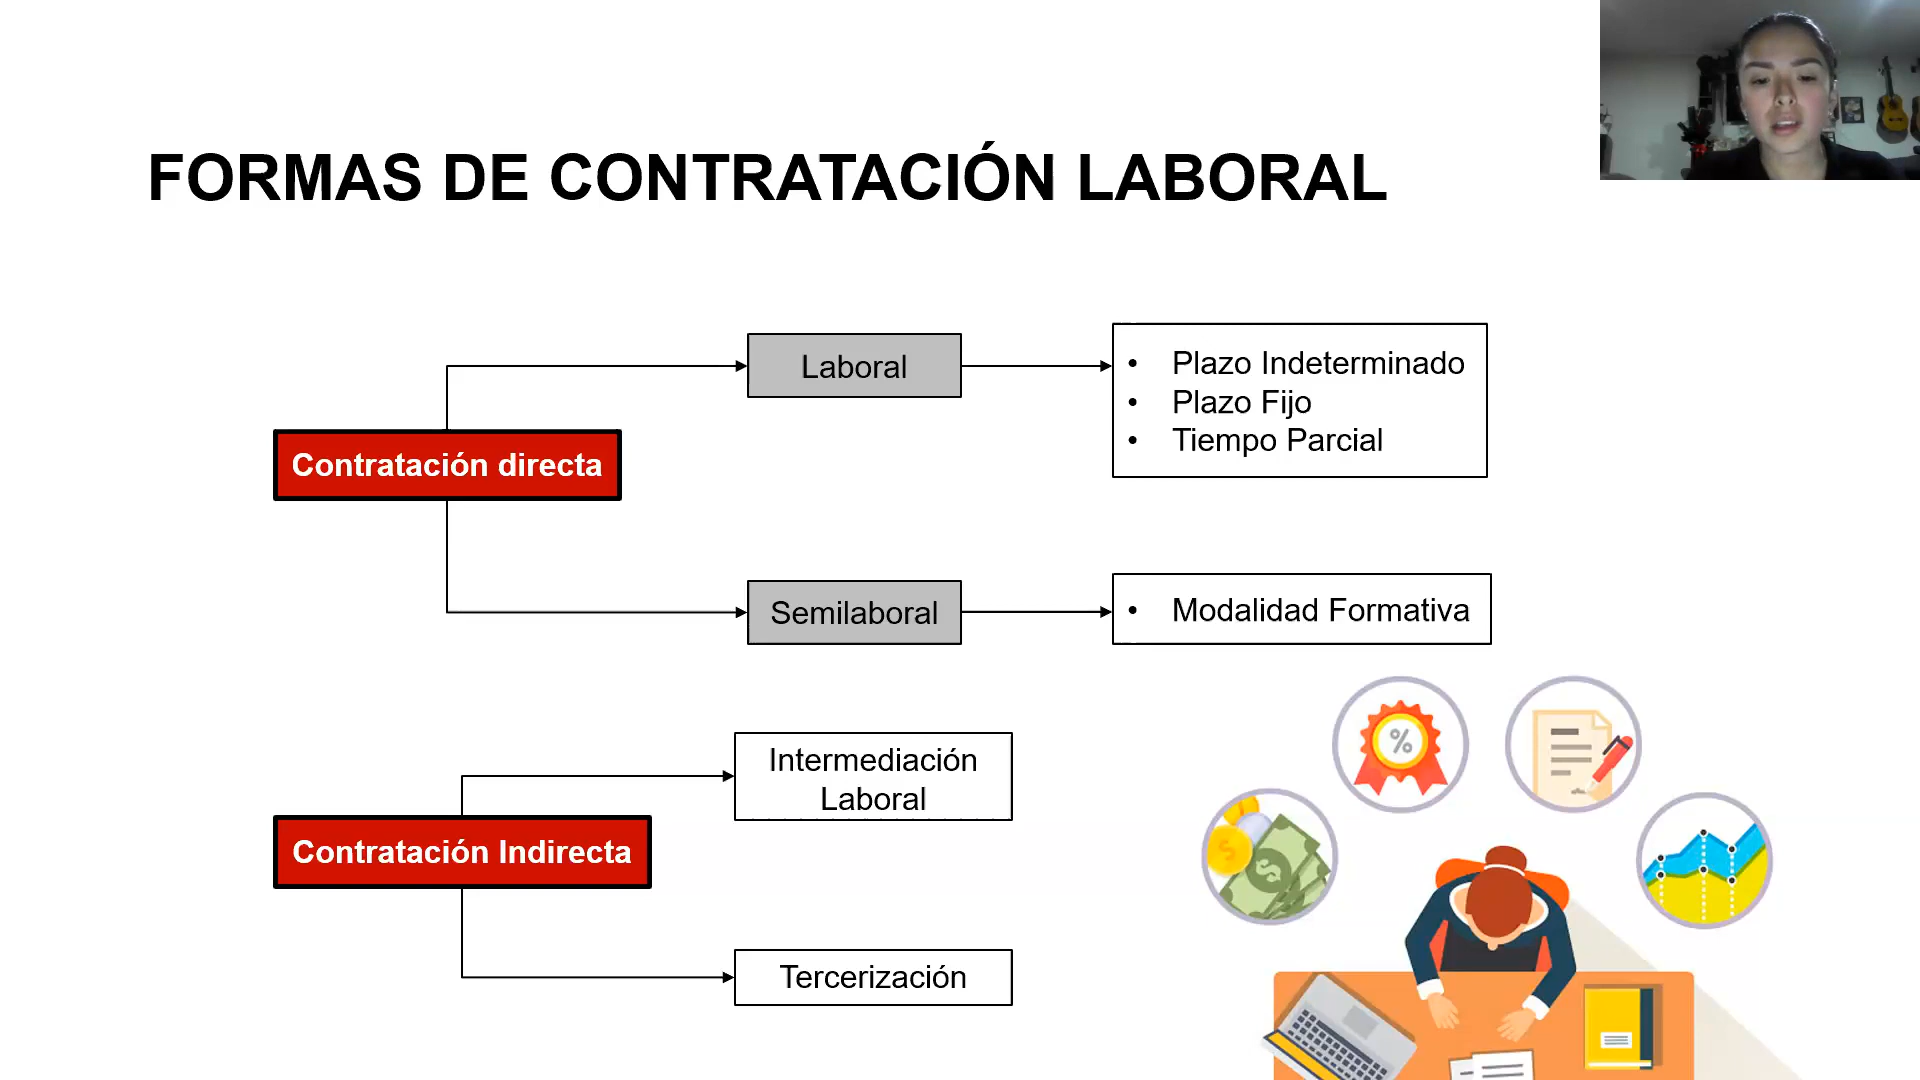 FORMAS DE CONTRATACIÓN LABORAL
Laboral
• Plazo Indeterminado
• Plazo Fijo
• Tiempo Parcial
Contratación directa
Semilaboral
• Modalidad Formativa
Intermediación
Laboral
Contratación Indirecta
Tercerización
%
$
$